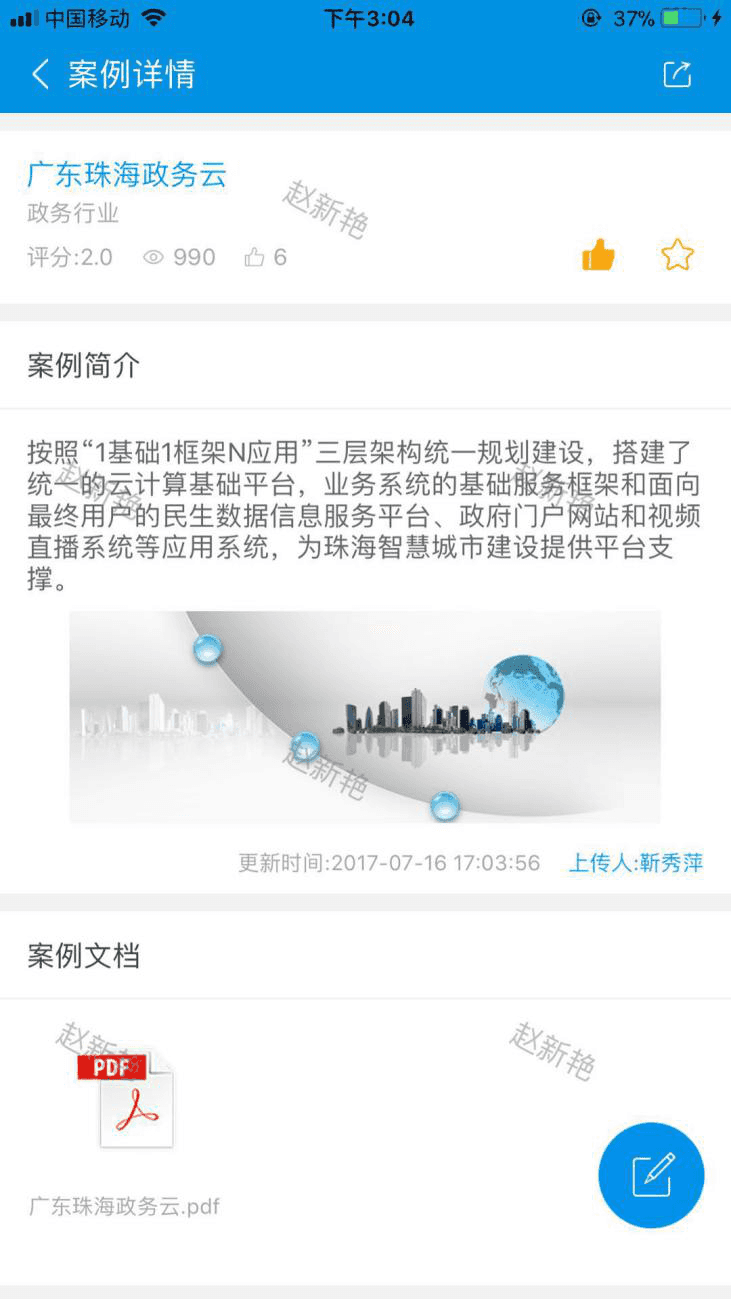 中国移动 下午3:04 37%
案例详情
广东珠海政务云
赵新艳
政务行业
评分:2.0 990 6
案例简介
按照“1基础1框架N应用”三层架构统一规划建设，搭建了
统一的云计算基础平台，业务系统的基础服务框架和面向
最终用户的民生数据信息服务平台、政府门户网站和视频
直播系统等应用系统，为珠海智慧城市建设提供平台支
撑。
赵新艳 赵新艳
赵新艳
更新时间:2017-07-16 17:03:56 上传人:靳秀萍
案例文档
赵新艳 赵新艳
PDF
广东珠海政务云.pdf